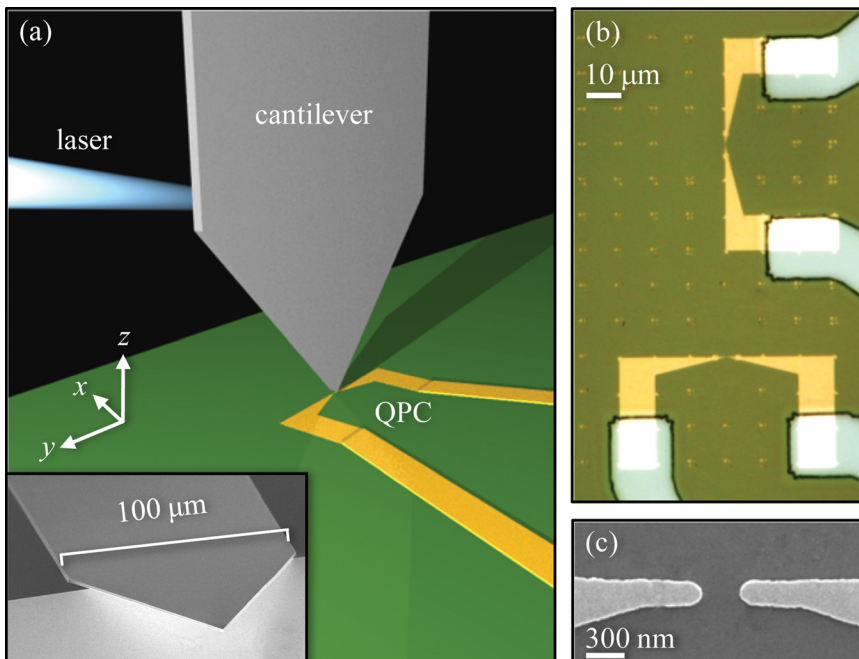 (a)
cantilever
laser
z
x
y
QPC
100 μm
(b)
10 μm
(c)
300 nm